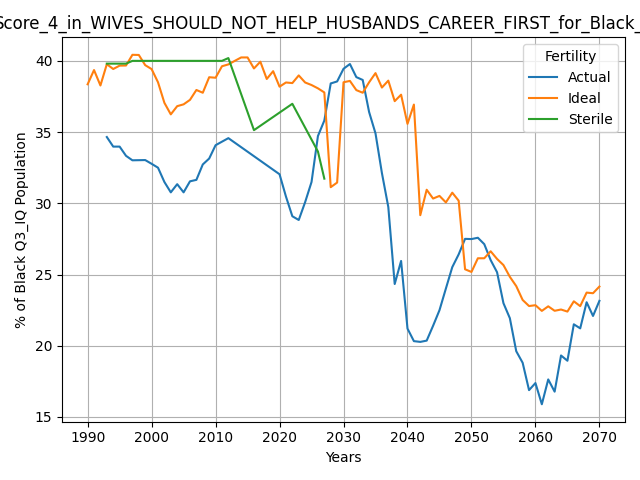 Score_4_in_WIVES_SHOULD_NOT_HELP_HUSBANDS_CAREER_FIRST_for_Black_
Fertility
Actual
Ideal
Sterile
% of Black Q3_IQ Population
40
35
30
25
20
15
1990
2000
2010
2020
2030
2040
2050
2060
2070
Years